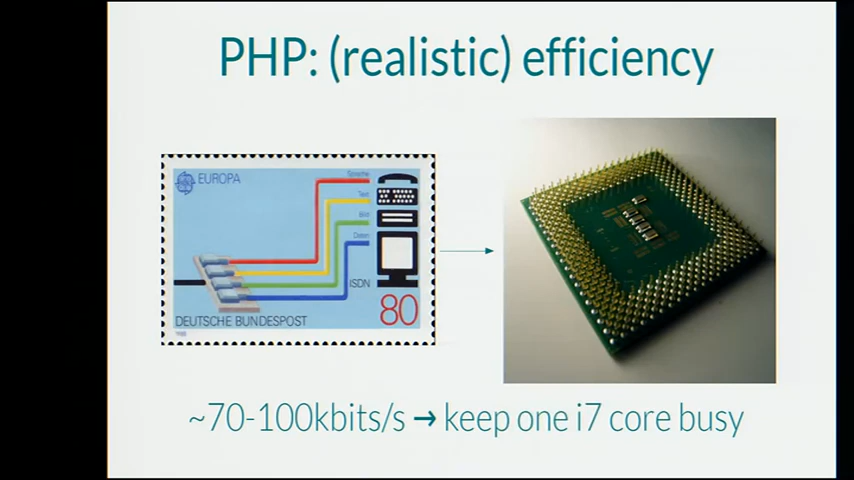 PHP: (realistic) efficiency
EUROPA
Sprache
Text
Bild
Daten
ISDN
80
DEUTSCHE BUNDESPOST
~70-100kbits/s → keep one i7 core busy